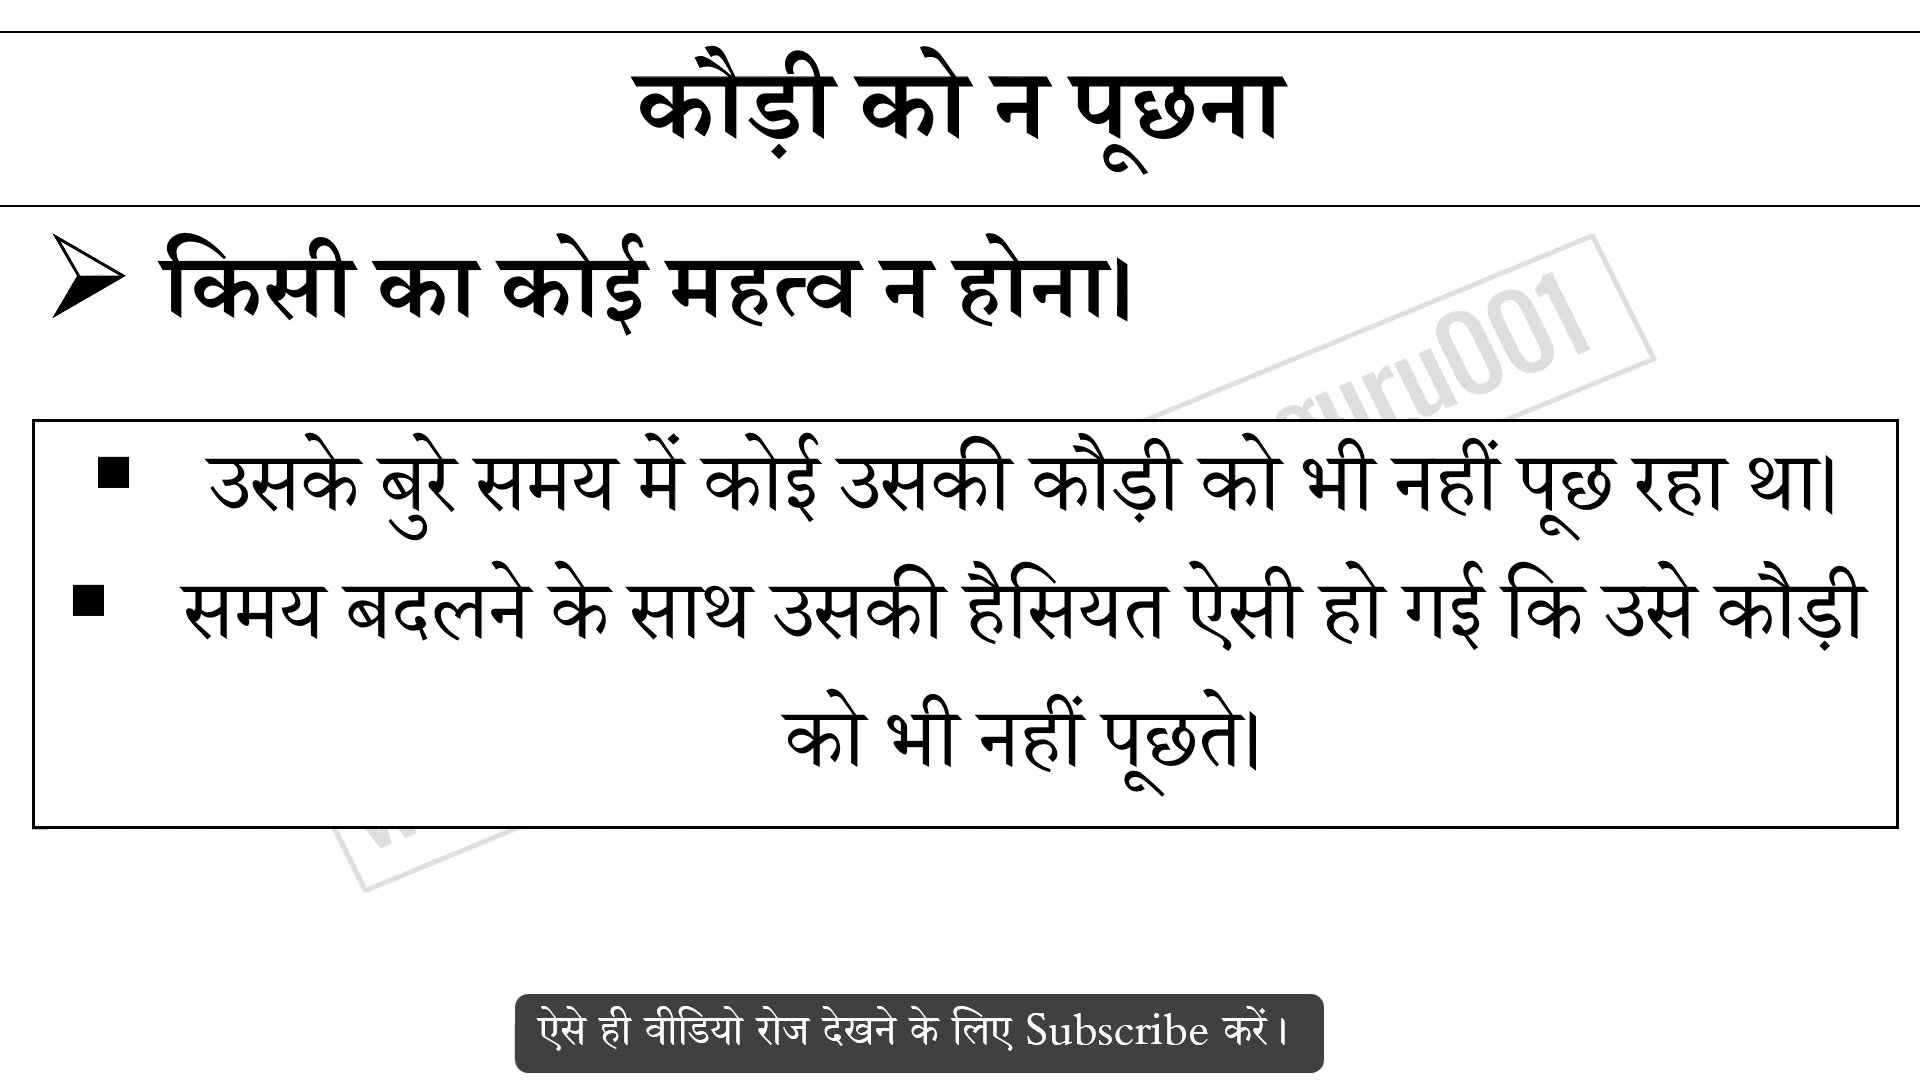 कौड़ी को न पूछना
किसी का कोई महत्व न होना।
guru001
उसके बुरे समय में कोई उसकी कौड़ी को भी नहीं पूछ रहा था।
समय बदलने के साथ उसकी हैसियत ऐसी हो गई कि उसे कौड़ी
को भी नहीं पूछते।
ऐसे ही वीडियो रोज देखने के लिए Subscribe करें।